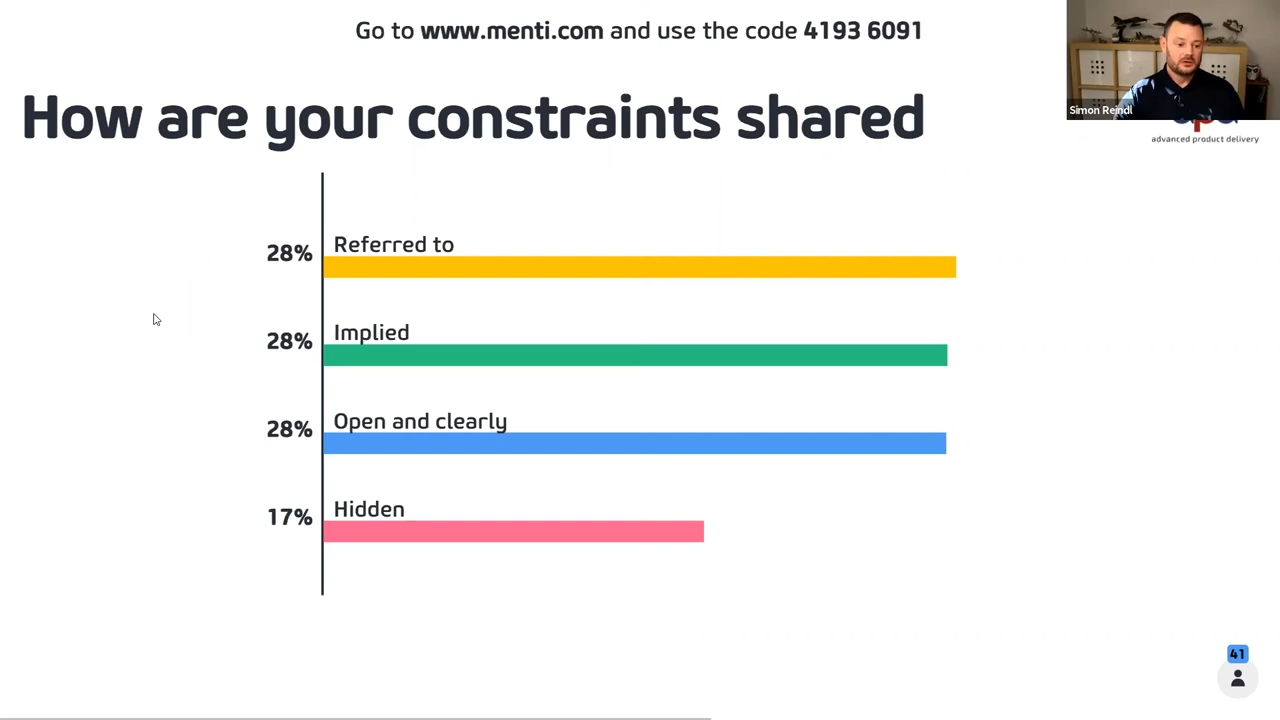 Go to www.menti.com and use the code 4193 6091
How are your constraints shared
Simon Reindl
advanced product delivery
28% Referred to
28% Implied
28% Open and clearly
17% Hidden
41